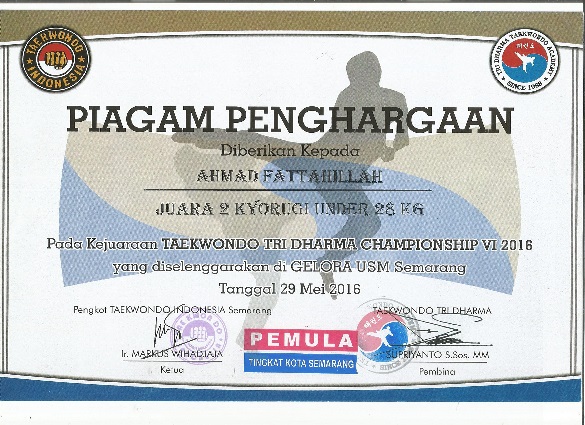 TAEKWONDO
INDONESIA
TRI DHARMA TAEKWONDO ACADEMY
SINCE 1988
PIAGAM PENGHARGAAN
Diberikan Kepada
AHMAD FATTAHILLAH
JUARA 2 KYORUGI UNDER 28 KG
Pada Kejuaraan TAEKWONDO TRI DHARMA CHAMPIONSHIP VI 2016
yang diselenggarakan di GELORA USM Semarang
Tanggal 29 Mei 2016
Pengkot TAEKWONDO INDONESIA Semarang
TAEKWONDO TRI DHARMA
PEMULA
TINGKAT KOTA SEMARANG
Ir. MARKUS WIHADJAJA
Ketua
SUPRIYANTO S.Sos. MM
Pembina